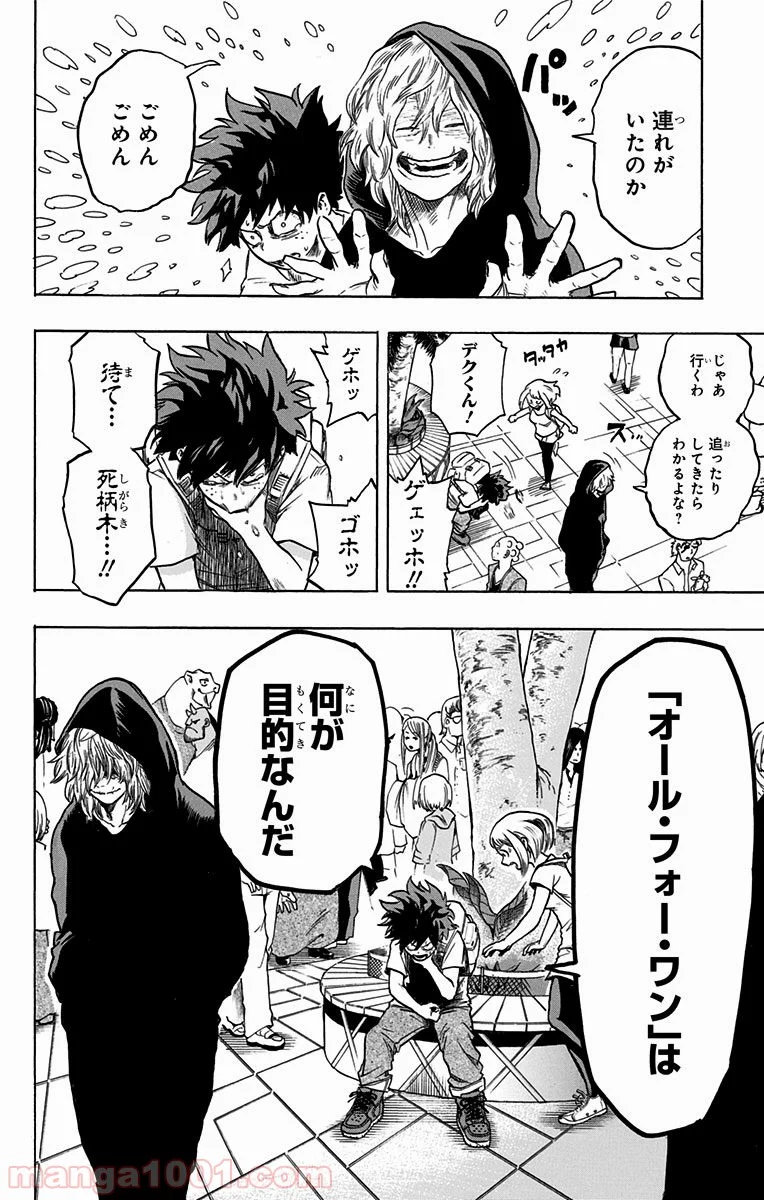 連れが
いたのか
パッ
ごめん
ごめん
じゃあ
行くわ
追ったり
してきたら
わかるよな?
タッタッ
デクくん!
ズズ…
ゲェッホ!!
ゲホッ
ゴホッ
待て…
死柄木…!!
「オール・フォー・ワン」は
何が
目的なんだ
manga1001.com